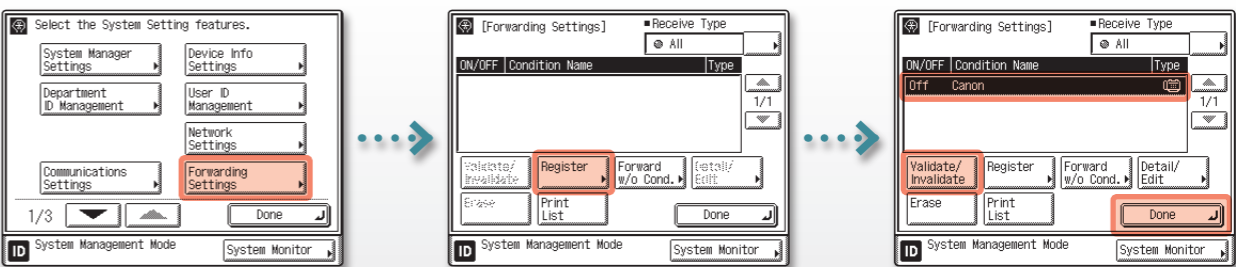 Select the System Setting features.
System Manager
Settings
Device Info
Settings
Department
ID Management
User ID
Management
Network
Settings
Communications
Settings
Forwarding
Settings
1/3
Done
ID System Management Mode
System Monitor
[Forwarding Settings]
■Receive Type
All
ON/OFF Condition Name Type
1/1
Validate/
Invalidate
Register
Forward
w/o Cond.
Detail/
Edit
Erase
Print
List
Done
ID System Management Mode
System Monitor
[Forwarding Settings]
■Receive Type
All
ON/OFF Condition Name Type
Off Canon
1/1
Validate/
Invalidate
Register
Forward
w/o Cond.
Detail/
Edit
Erase
Print
List
Done
ID System Management Mode
System Monitor